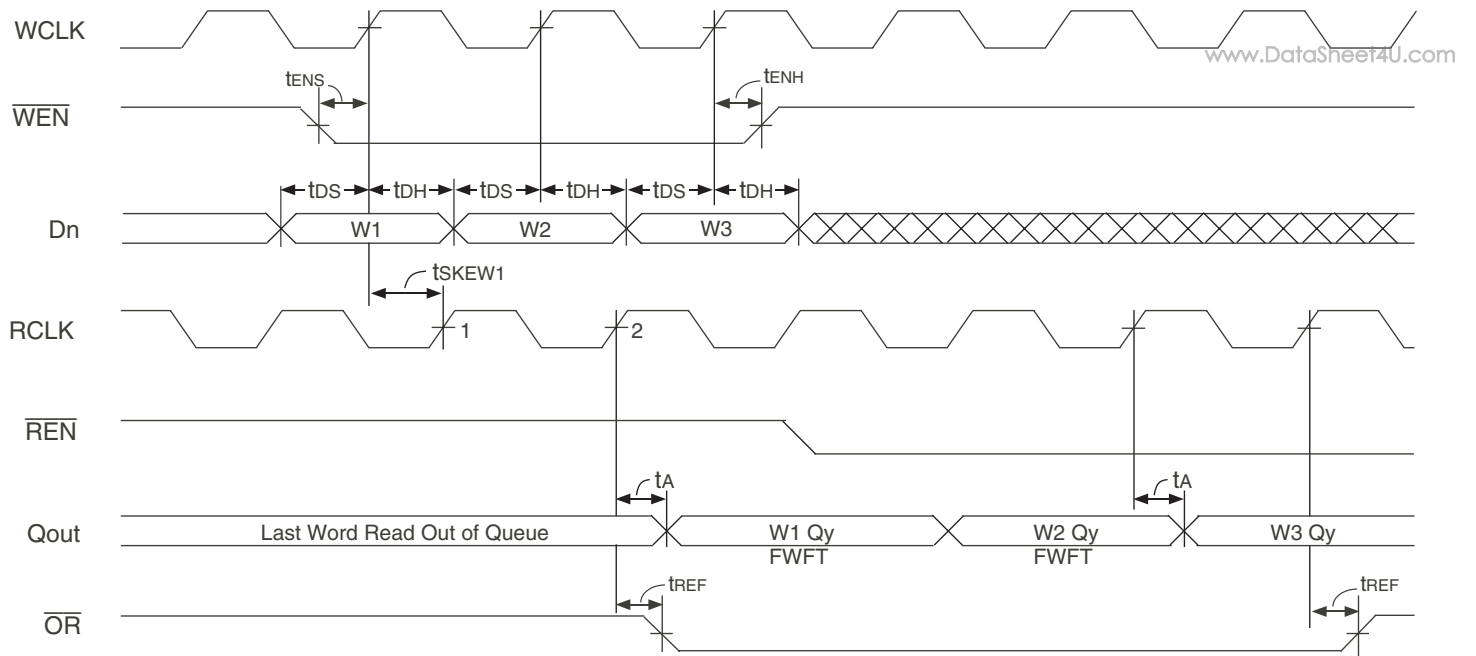 WCLK
www.DataSheet4U.com
tENS
tENH
WEN
tDS tDH tDS tDH tDS tDH
Dn
W1 W2 W3
tSKEW1
RCLK
1 2
REN
tA tA
Qout
Last Word Read Out of Queue W1 Qy W2 Qy W3 Qy
FWFT FWFT
tREF tREF
OR